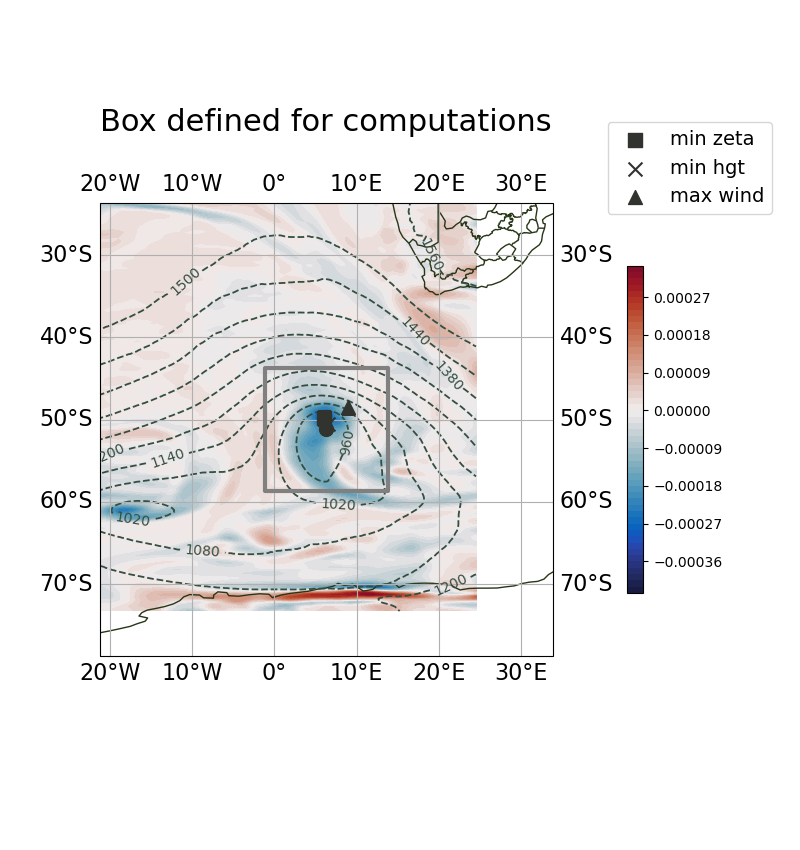 Box defined for computations
min zeta
min hgt
max wind
20°W 10°W 0° 10°E 20°E 30°E
30°S 30°S
40°S 40°S
50°S 50°S
60°S 60°S
70°S 70°S
20°W 10°W 0° 10°E 20°E 30°E
1500
1560
1440
1380
960
200
1140
1020
1020
1080
1200
0.00027
0.00018
0.00009
0.00000
−0.00009
−0.00018
−0.00027
−0.00036